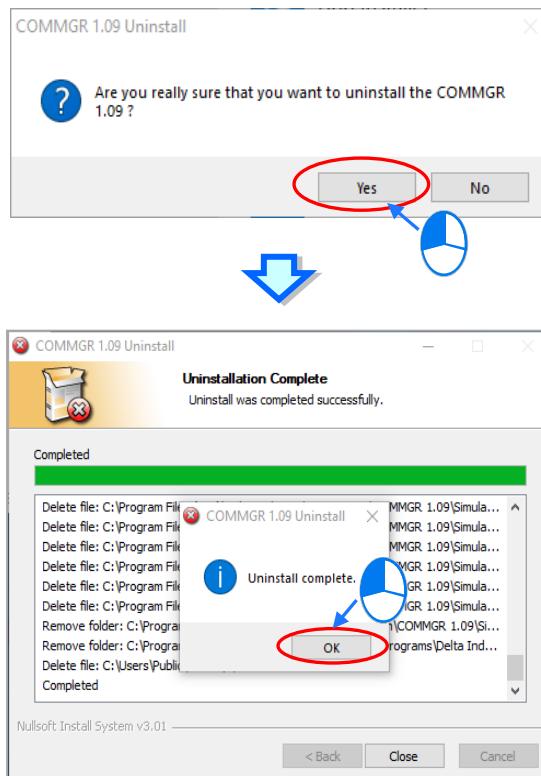 COMMGR 1.09 Uninstall
Are you really sure that you want to uninstall the COMMGR
1.09 ?
Yes
No
COMMGR 1.09 Uninstall
Uninstallation Complete
Uninstall was completed successfully.
Completed
Delete file: C:\Program File MMGR 1.09\Simula...
Delete file: C:\Program File MMGR 1.09\Simula...
Delete file: C:\Program File MMGR 1.09\Simula...
Delete file: C:\Program File MMGR 1.09\Simula...
Delete file: C:\Program File GR 1.09\Simula...
Delete file: C:\Program File GR 1.09\Simula...
Remove folder: C:\Program \COMMGR 1.09\Si...
Remove folder: C:\Program rograms\Delta Ind...
Delete file: C:\Users\Public
Completed
COMMGR 1.09 Uninstall
Uninstall complete.
OK
Nullsoft Install System v3.01
< Back
Close
Cancel